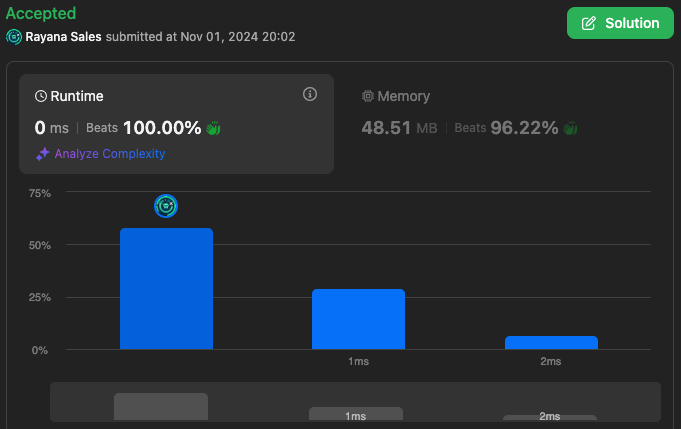 Accepted
Solution
Rayana Sales submitted at Nov 01, 2024 20:02
Runtime
Memory
0 ms | Beats 100.00%
48.51 MB | Beats 96.22%
Analyze Complexity
75%
50%
25%
0%
1ms 2ms
1ms 2ms